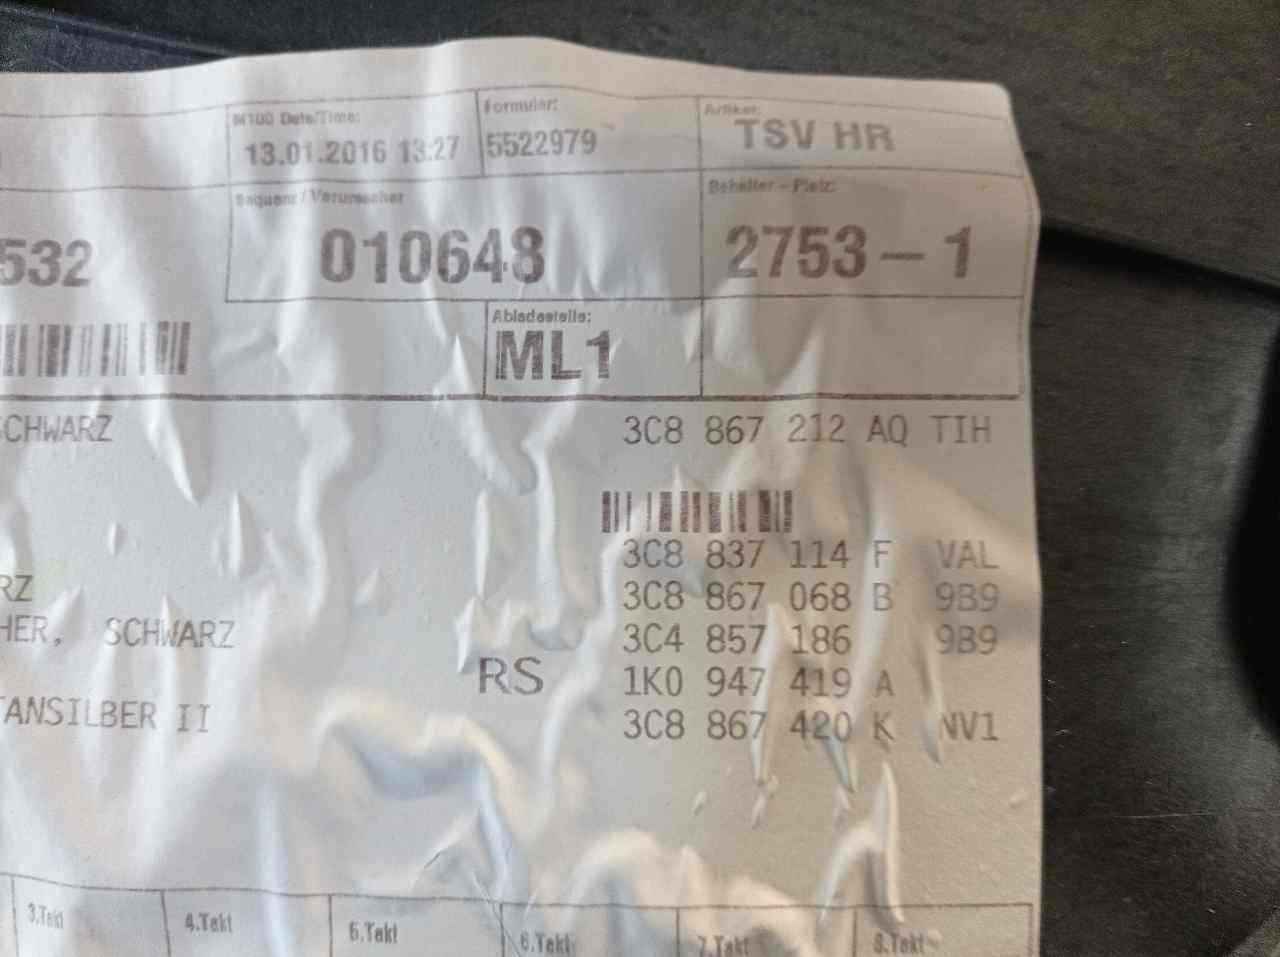 M100 Date/Time: Formular: Artikel:
13.01.2016 13:27 5522979 TSV HR
Sequenz / Verursacher Behälter-Platz:
532 010648 2753-1
Abladestelle:
ML1
SCHWARZ 3C8 867 212 AQ TIH
3C8 837 114 F VAL
RZ 3C8 867 068 B 9B9
HER, SCHWARZ 3C4 857 186 9B9
RS 1K0 947 419 A
TANSILBER II 3C8 867 420 K NV1
3.Takt 4.Takt 5.Takt 6.Takt 7.Takt 8.Takt